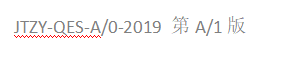 JTZY-QES-A/0-2019 第 A/1 版